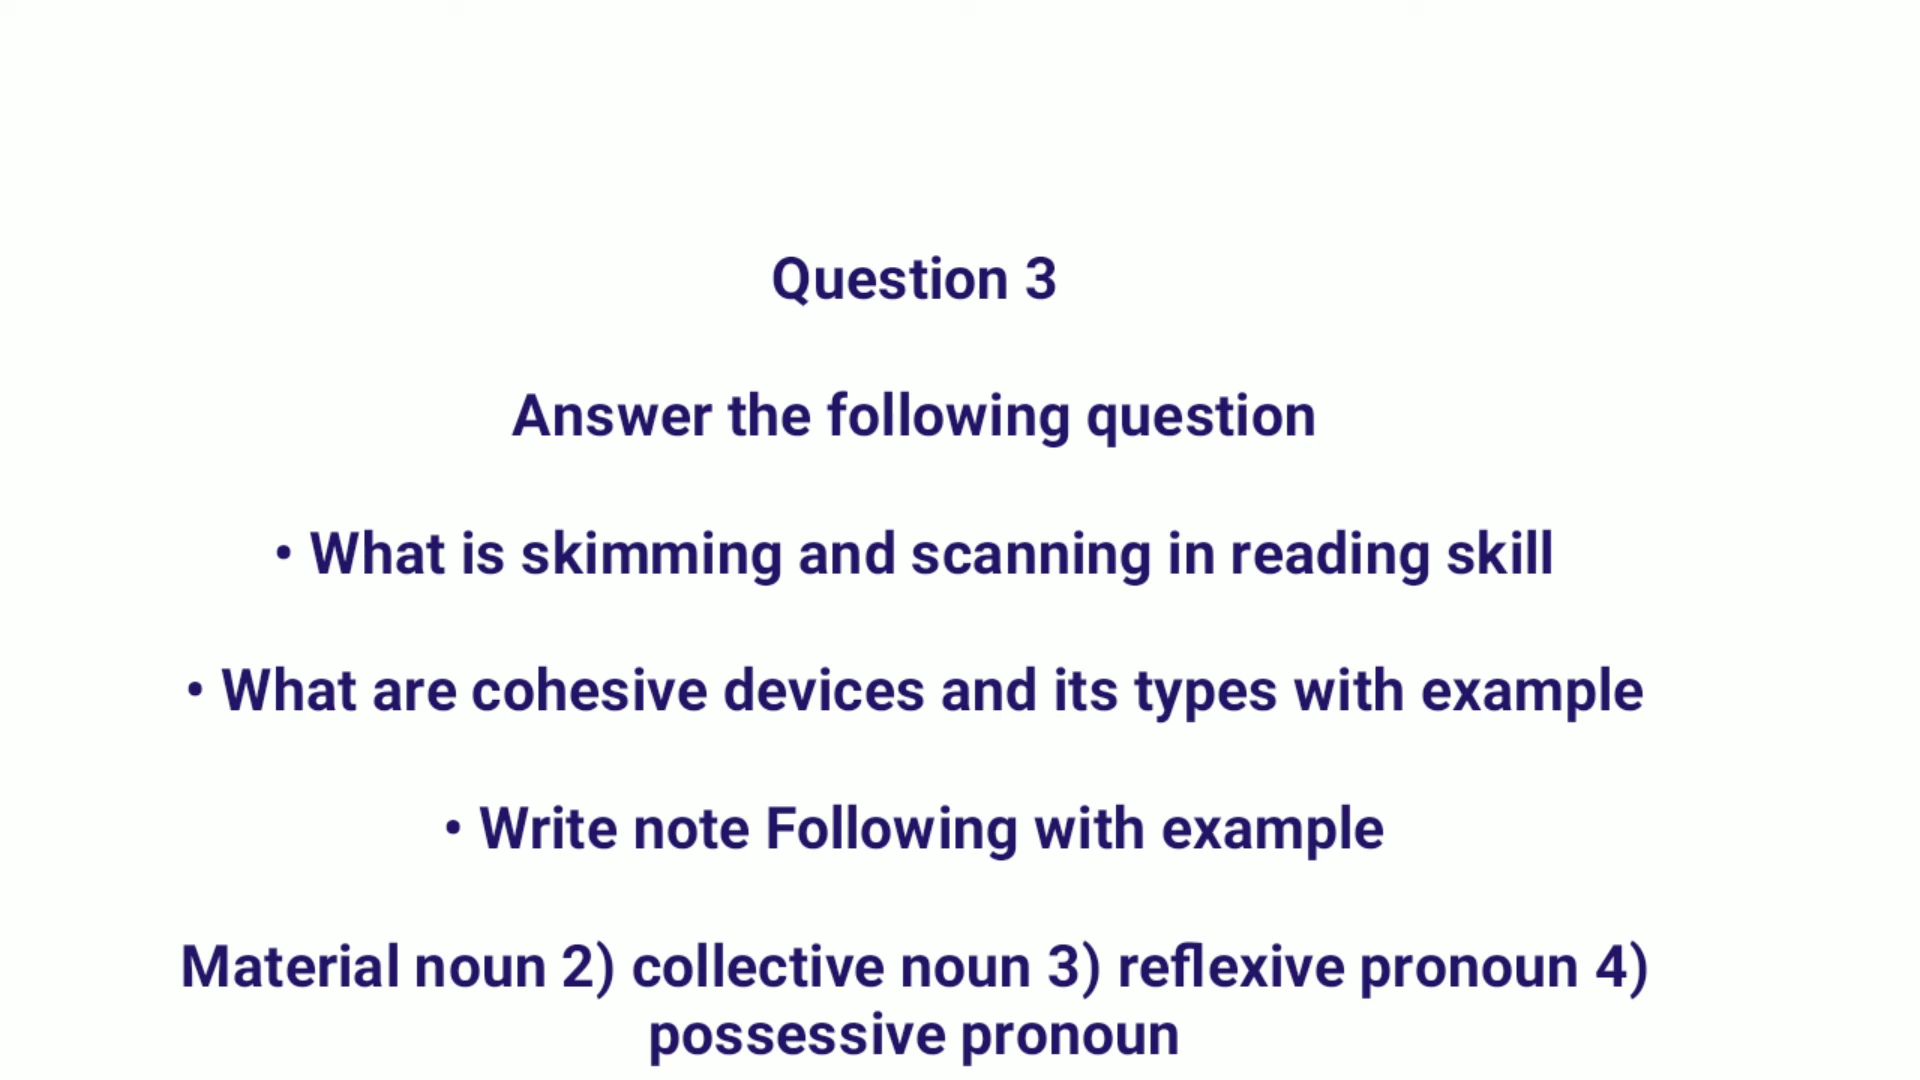 Question 3
Answer the following question
• What is skimming and scanning in reading skill
• What are cohesive devices and its types with example
• Write note Following with example
Material noun 2) collective noun 3) reflexive pronoun 4)
possessive pronoun